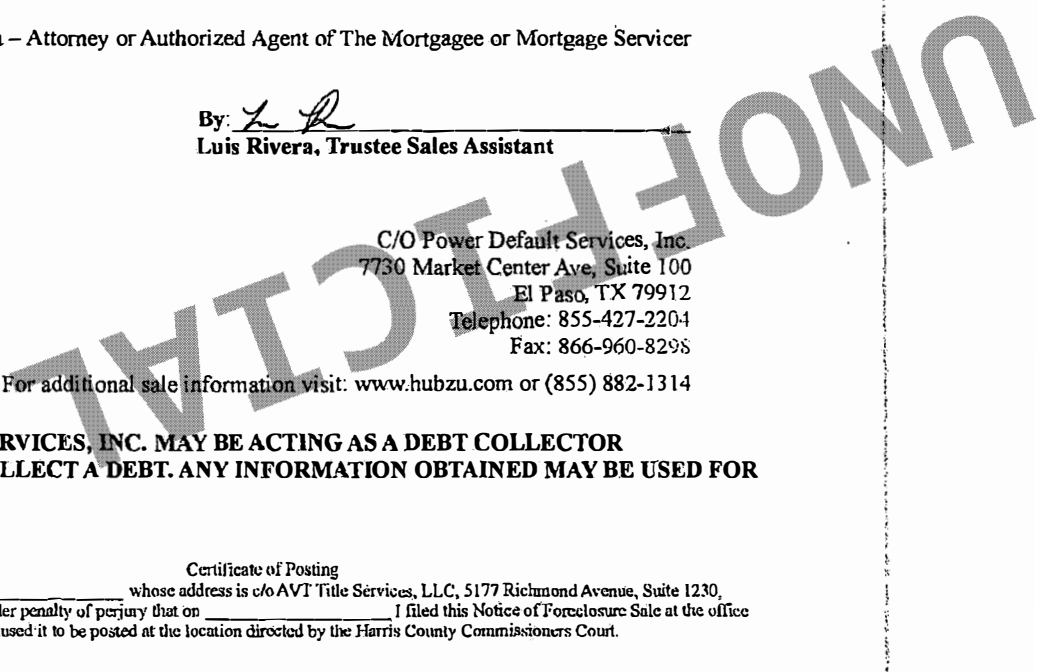 – Attorney or Authorized Agent of The Mortgagee or Mortgage Servicer
By:
Luis Rivera, Trustee Sales Assistant
C/O Power Default Services, Inc.
7730 Market Center Ave, Suite 100
El Paso, TX 79912
Telephone: 855-427-2204
Fax: 866-960-8298
For additional sale information visit: www.hubzu.com or (855) 882-1314
RVICES, INC. MAY BE ACTING AS A DEBT COLLECTOR
LLECT A DEBT. ANY INFORMATION OBTAINED MAY BE USED FOR
Certificate of Posting
whose address is c/o AVT Title Services, LLC, 5177 Richmond Avenue, Suite 1230,
ler penalty of perjury that on ____________________ I filed this Notice of Foreclosure Sale at the office
used it to be posted at the location directed by the Harris County Commissioners Court.
UNOFFICIAL